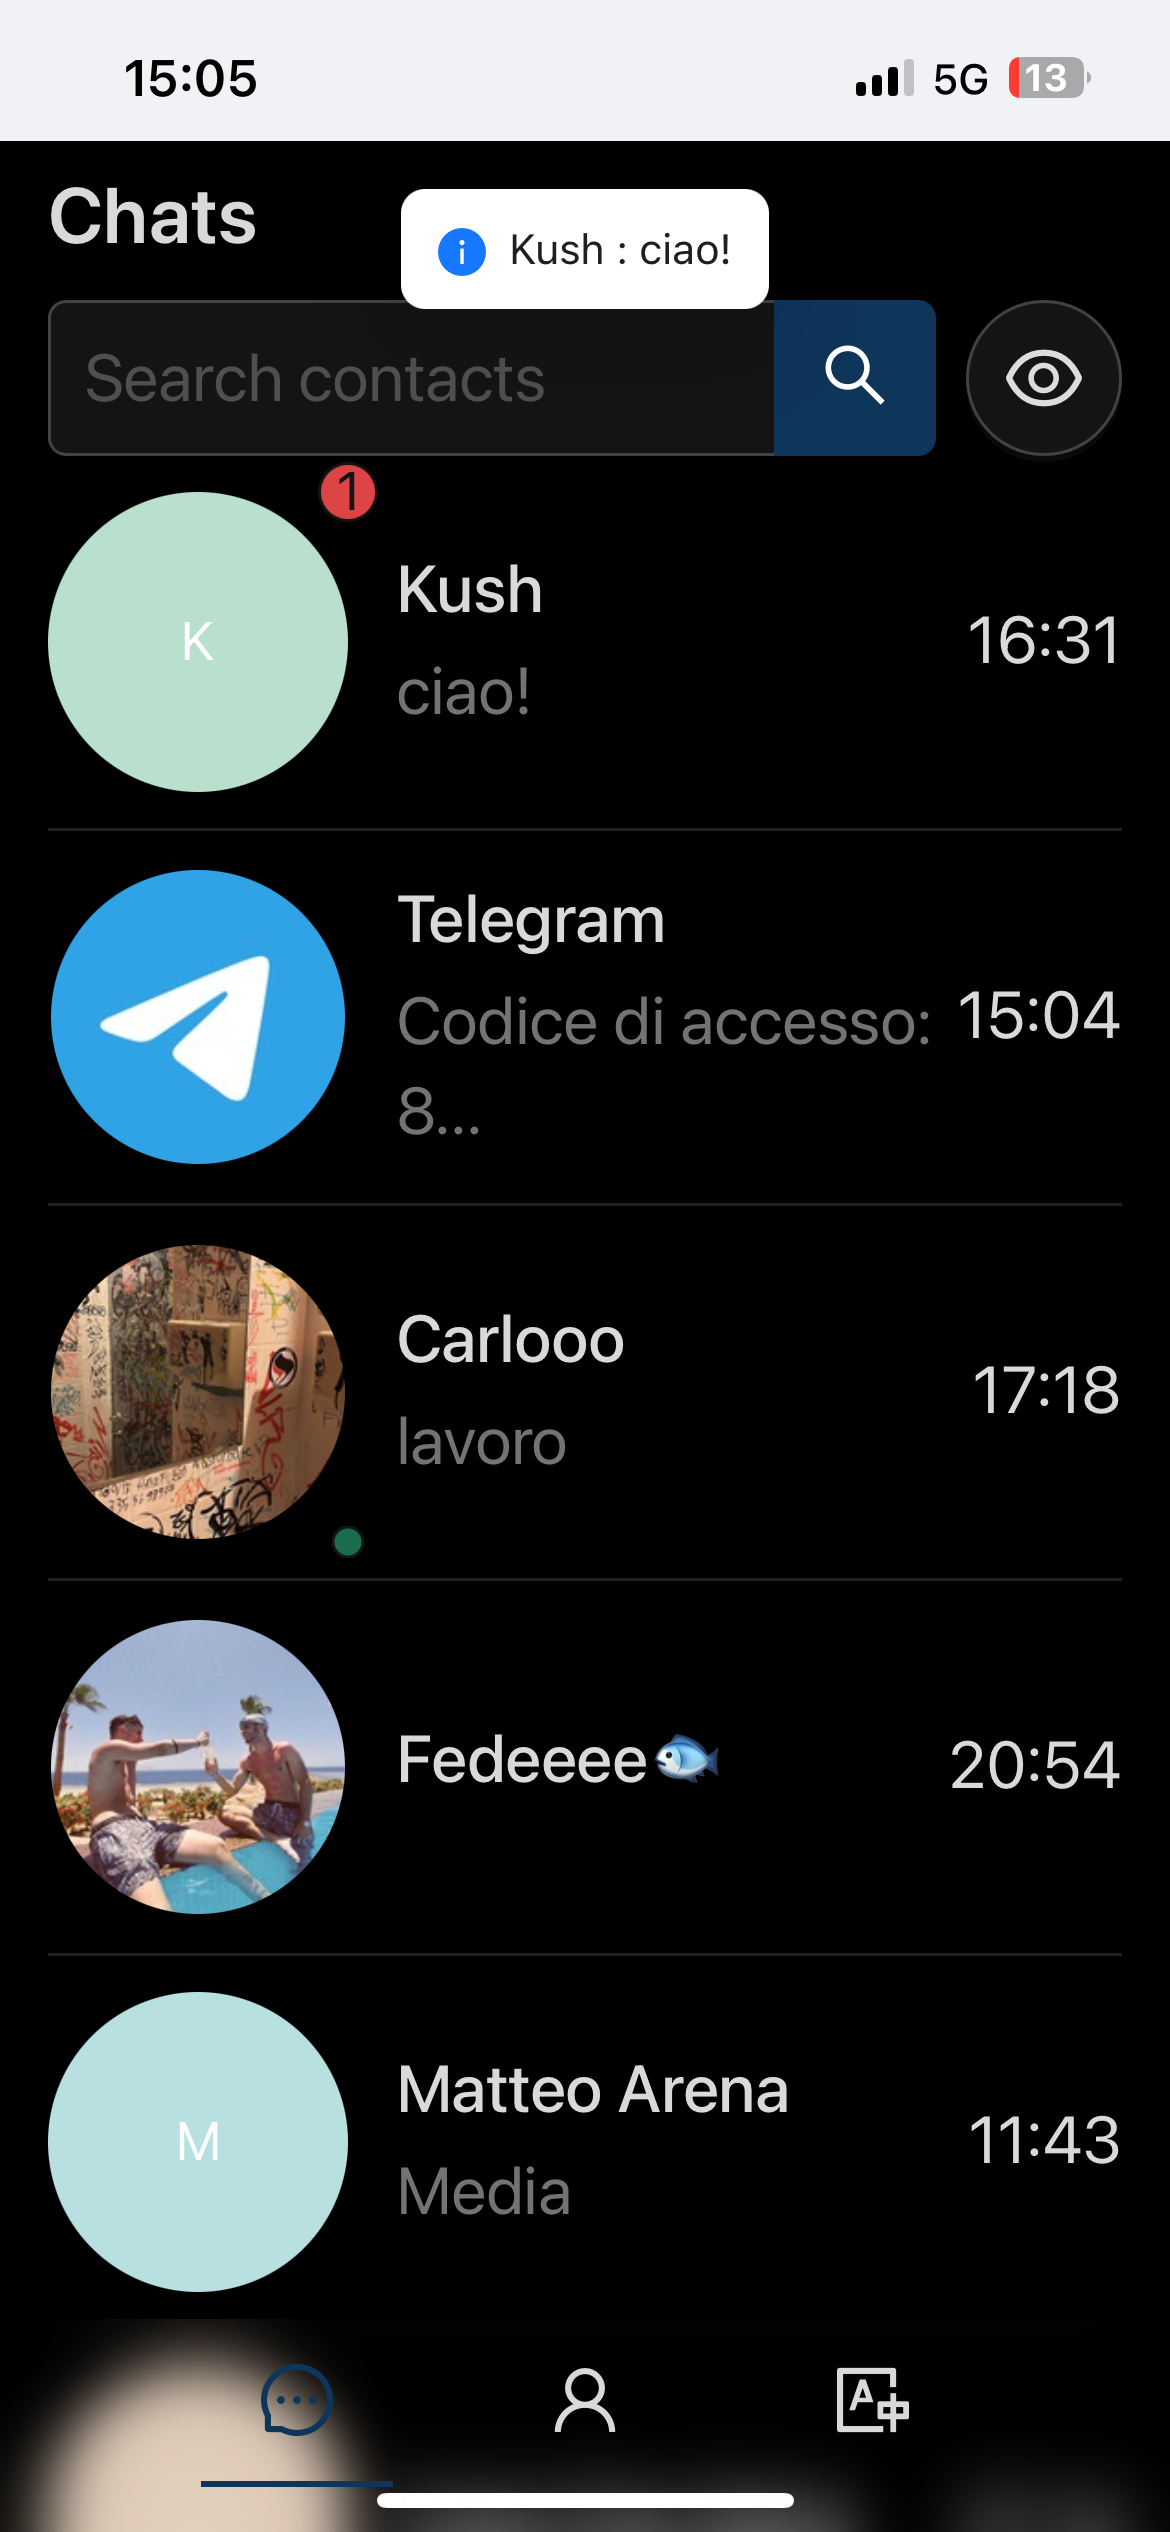 15:05
5G
13
Chats
Kush : ciao!
Search contacts
1
K
Kush
16:31
ciao!
Telegram
Codice di accesso:
15:04
8...
Carlooo
17:18
lavoro
Fedeeee🐟
20:54
M
Matteo Arena
11:43
Media